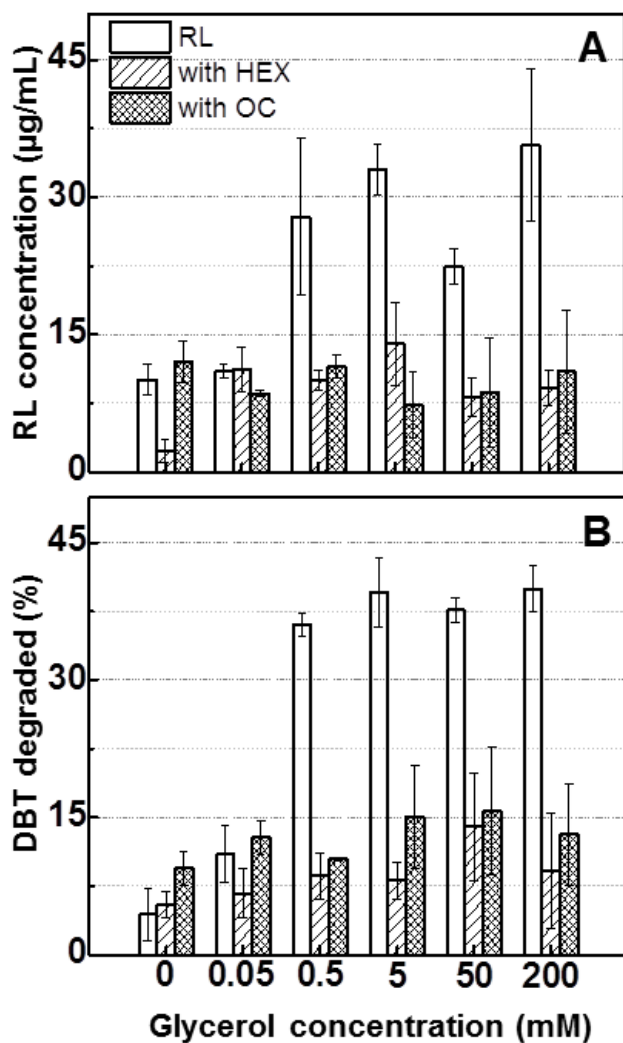 A
RL
with HEX
with OC
RL concentration (µg/mL)
45
30
15
0
B
DBT degraded (%)
45
30
15
0
0 0.05 0.5 5 50 200
Glycerol concentration (mM)